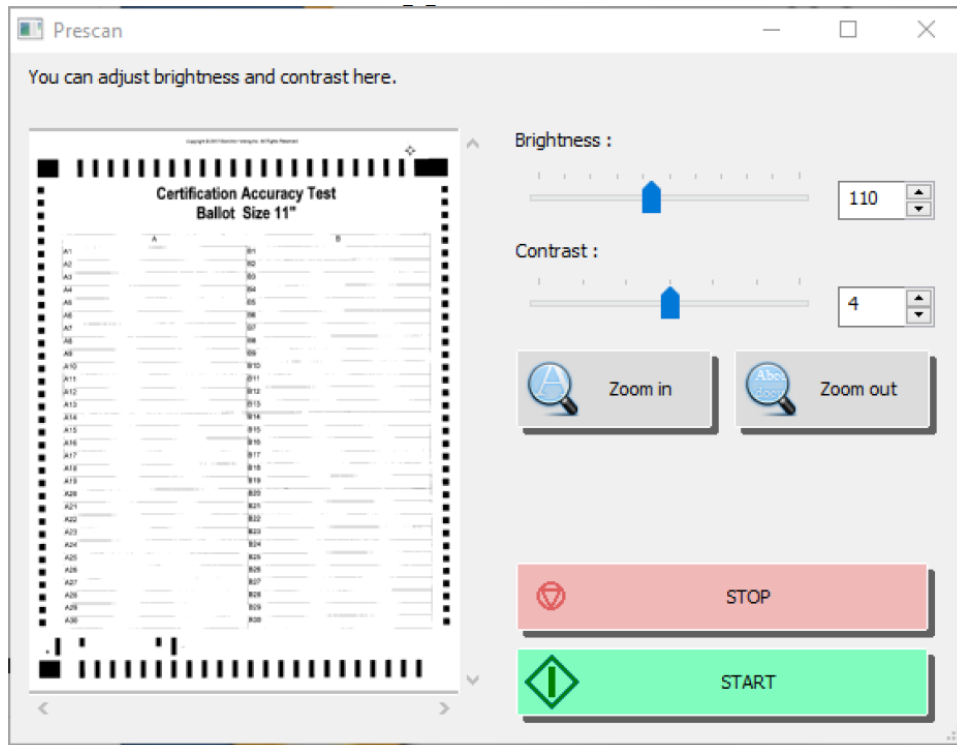 Prescan
You can adjust brightness and contrast here.
Certification Accuracy Test
Ballot Size 11"
A B
A1 B1
A2 B2
A3 B3
A4 B4
A5 B5
A6 B6
A7 B7
A8 B8
A9 B9
A10 B10
A11 B11
A12 B12
A13 B13
A14 B14
A15 B15
A16 B16
A17 B17
A18 B18
A19 B19
A20 B20
A21 B21
A22 B22
A23 B23
A24 B24
A25 B25
A26 B26
A27 B27
A28 B28
A29 B29
A30 B30
Brightness :
110
Contrast :
4
Zoom in
Zoom out
STOP
START